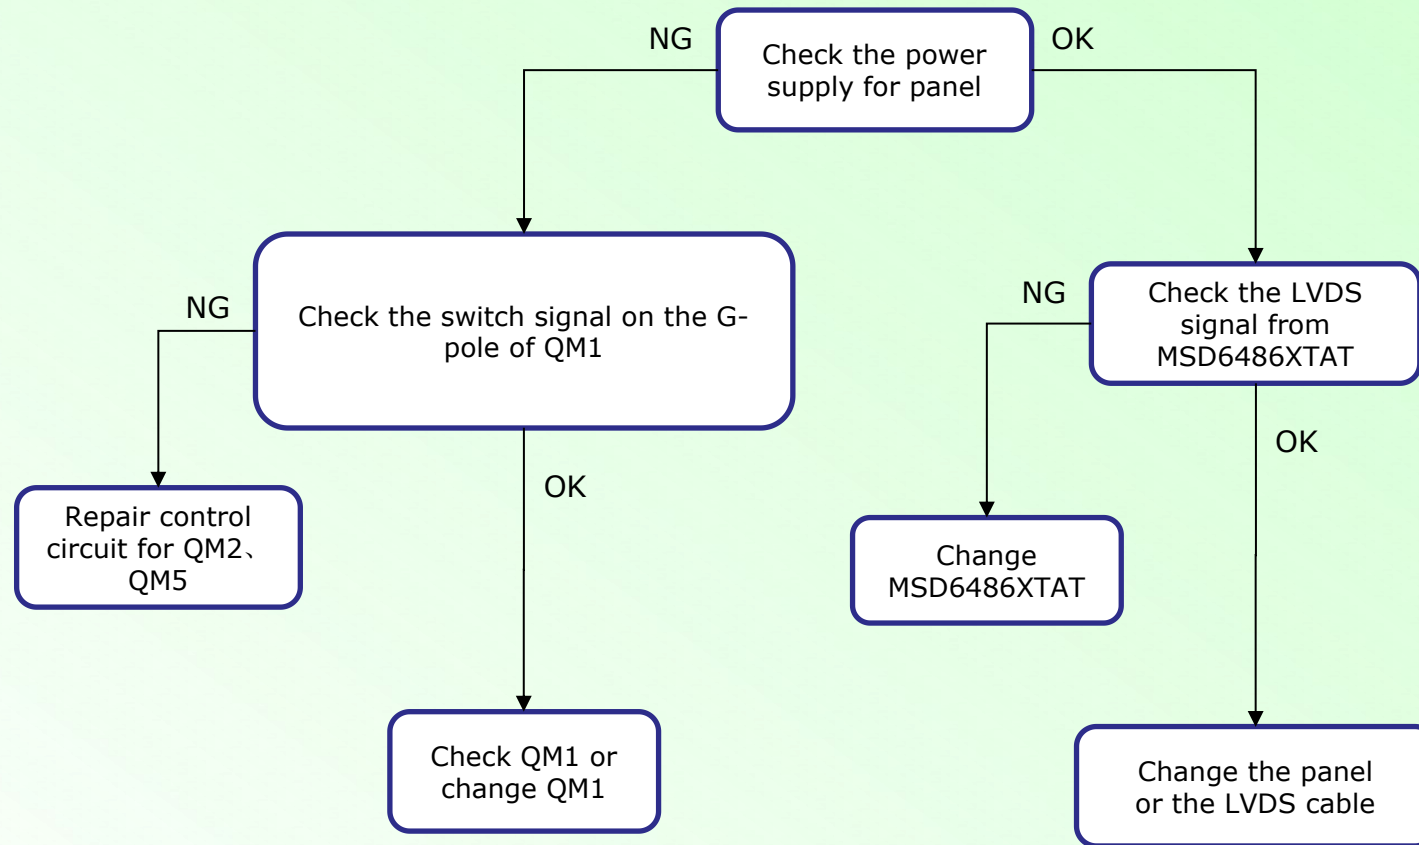 NG
Check the power
supply for panel
OK
NG
Check the switch signal on the G-
pole of QM1
NG
Check the LVDS
signal from
MSD6486XTAT
OK
OK
Repair control
circuit for QM2、
QM5
Change
MSD6486XTAT
Check QM1 or
change QM1
Change the panel
or the LVDS cable